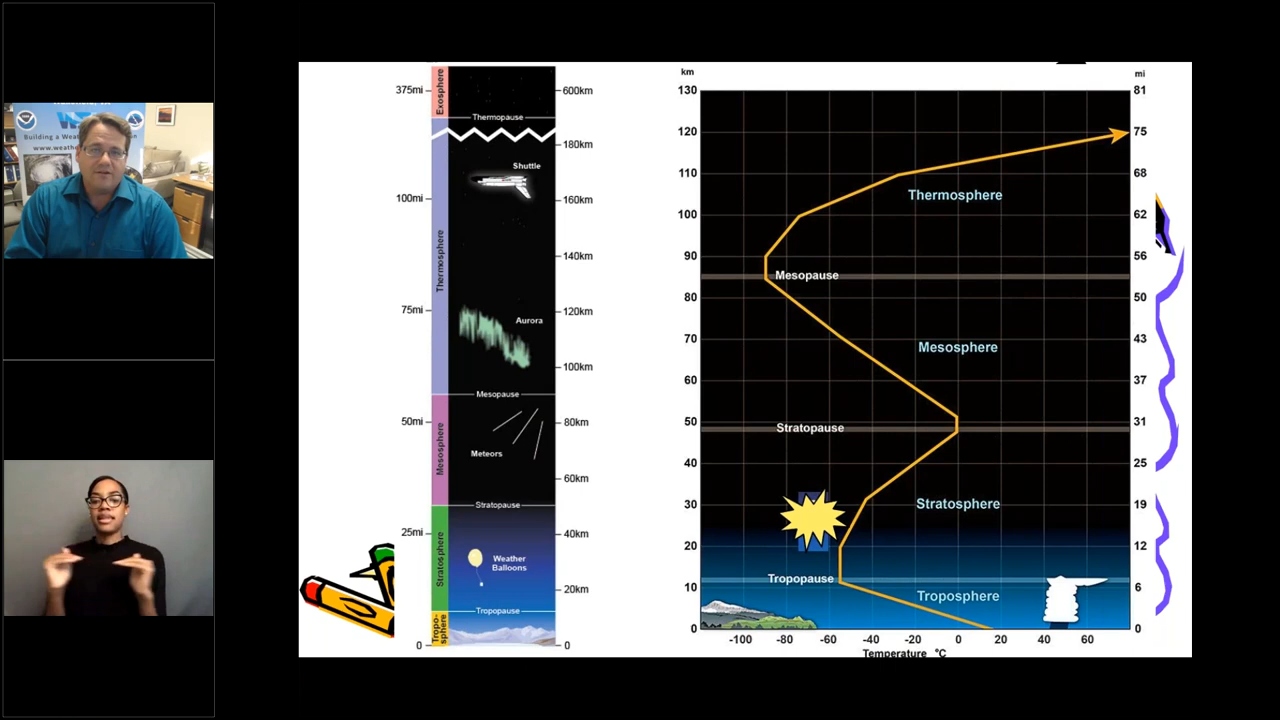 Building a Weat
www.weath
375mi
Exosphere
600km
Thermopause
180km
Shuttle
100mi
160km
Thermosphere
140km
75mi
Aurora
120km
100km
Mesopause
50mi
80km
Mesosphere
Meteors
60km
Stratopause
25mi
40km
Stratosphere
Weather
Balloons
20km
Tropopause
Tropo-
sphere
0
0
km
mi
130
81
120
75
110
68
Thermosphere
100
62
90
56
Mesopause
80
50
70
43
Mesosphere
60
37
50
31
Stratopause
40
25
30
19
Stratosphere
20
12
Tropopause
10
6
Troposphere
0
0
-100 -80 -60 -40 -20 0 20 40 60
Temperature °C